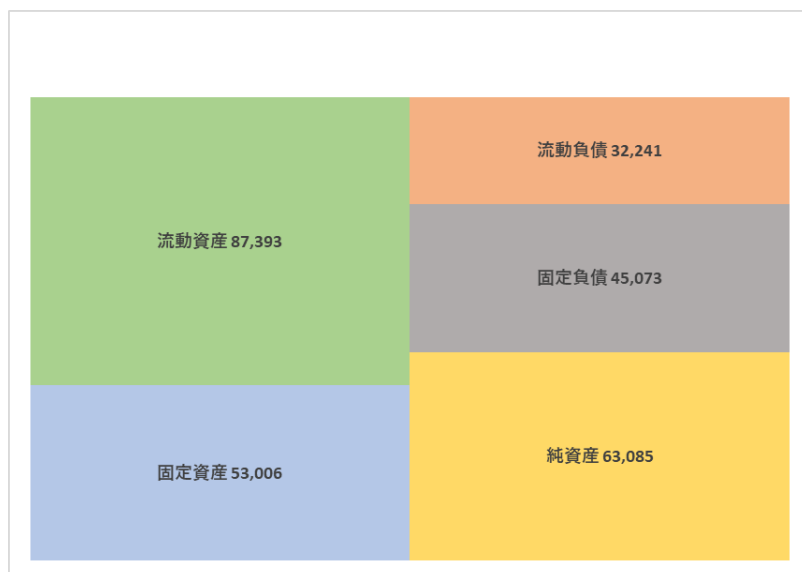 流動資産 87,393
固定資産 53,006
流動負債 32,241
固定負債 45,073
純資産 63,085